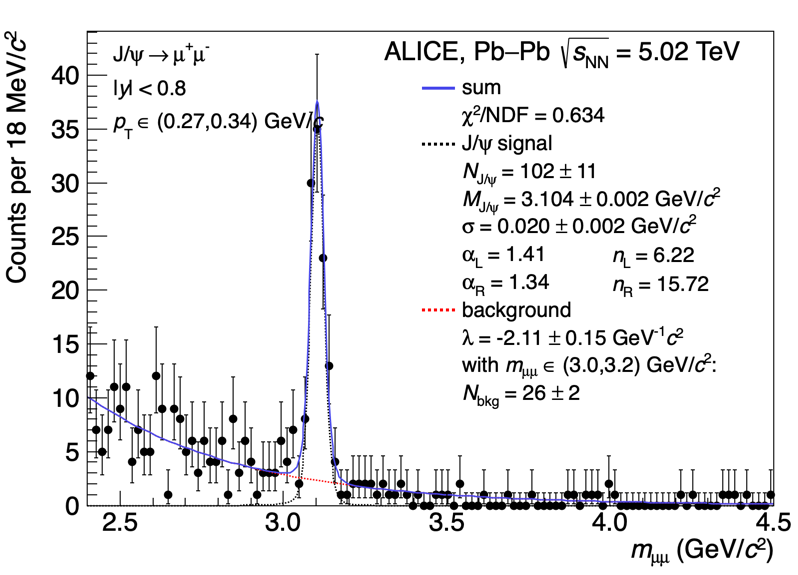 J/ψ → μ⁺μ⁻
|y| < 0.8
p_T ∈ (0.27,0.34) GeV/c
ALICE, Pb–Pb √s_NN = 5.02 TeV
sum
χ²/NDF = 0.634
J/ψ signal
N_J/ψ = 102 ± 11
M_J/ψ = 3.104 ± 0.002 GeV/c²
σ = 0.020 ± 0.002 GeV/c²
α_L = 1.41 n_L = 6.22
α_R = 1.34 n_R = 15.72
background
λ = -2.11 ± 0.15 GeV⁻¹c²
with m_μμ ∈ (3.0,3.2) GeV/c²:
N_bkg = 26 ± 2
Counts per 18 MeV/c²
40
35
30
25
20
15
10
5
0
2.5 3.0 3.5 4.0 4.5
m_μμ (GeV/c²)